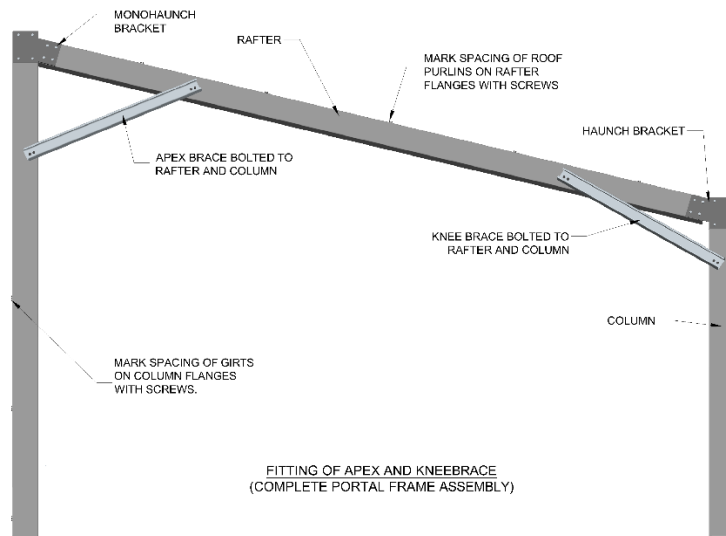 MONOHAUNCH
BRACKET
RAFTER
MARK SPACING OF ROOF
PURLINS ON RAFTER
FLANGES WITH SCREWS
HAUNCH BRACKET
APEX BRACE BOLTED TO
RAFTER AND COLUMN
KNEE BRACE BOLTED TO
RAFTER AND COLUMN
COLUMN
MARK SPACING OF GIRTS
ON COLUMN FLANGES
WITH SCREWS.
FITTING OF APEX AND KNEEBRACE
(COMPLETE PORTAL FRAME ASSEMBLY)